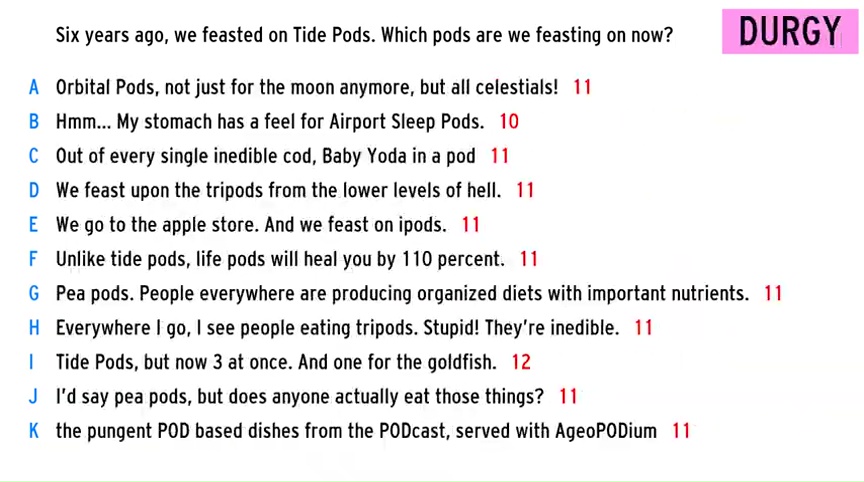 Six years ago, we feasted on Tide Pods. Which pods are we feasting on now?
DURGY
A Orbital Pods, not just for the moon anymore, but all celestials! 11
B Hmm... My stomach has a feel for Airport Sleep Pods. 10
C Out of every single inedible cod, Baby Yoda in a pod 11
D We feast upon the tripods from the lower levels of hell. 11
E We go to the apple store. And we feast on ipods. 11
F Unlike tide pods, life pods will heal you by 110 percent. 11
G Pea pods. People everywhere are producing organized diets with important nutrients. 11
H Everywhere I go, I see people eating tripods. Stupid! They're inedible. 11
I Tide Pods, but now 3 at once. And one for the goldfish. 12
J I'd say pea pods, but does anyone actually eat those things? 11
K the pungent POD based dishes from the PODcast, served with AgeoPODium 11